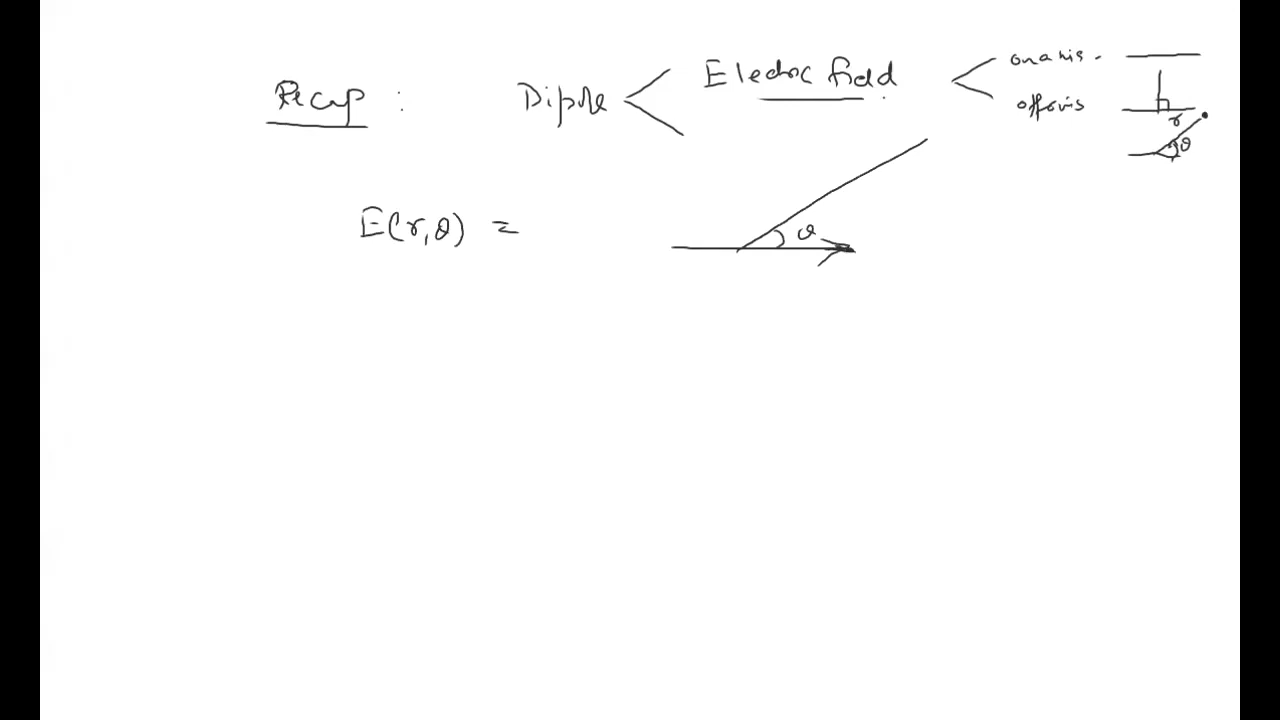 Recap : Dipole Electric field on axis.
off axis
r
θ
E(r,θ) = θ